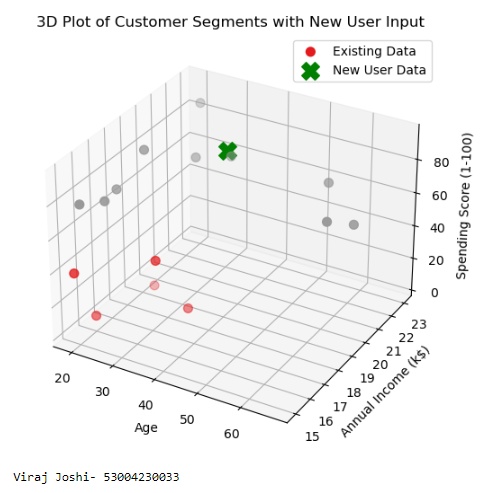 3D Plot of Customer Segments with New User Input
Existing Data
New User Data
80
60
40
20
0
Spending Score (1-100)
23
22
21
20
19
18
17
16
15
Annual Income (k$)
20
30
40
50
60
Age
Viraj Joshi- 53004230033